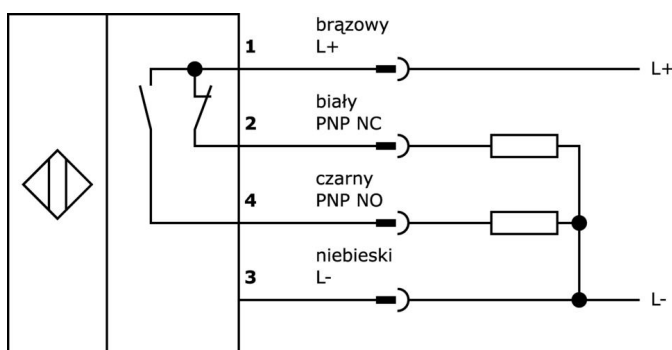 brązowy
1 L+
L+
biały
2 PNP NC
czarny
4 PNP NO
niebieski
3 L-
L-